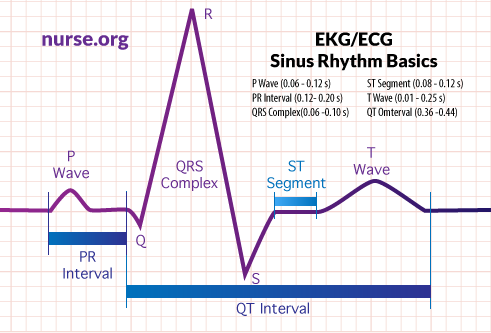 nurse.org
EKG/ECG
Sinus Rhythm Basics
P Wave (0.06 - 0.12 s)
PR Interval (0.12- 0.20 s)
QRS Complex(0.06 -0.10 s)
ST Segment (0.08 - 0.12 s)
T Wave (0.01 - 0.25 s)
QT Omterval (0.36 -0.44)
R
P
Wave
QRS
Complex
ST
Segment
T
Wave
Q
PR
Interval
S
QT Interval